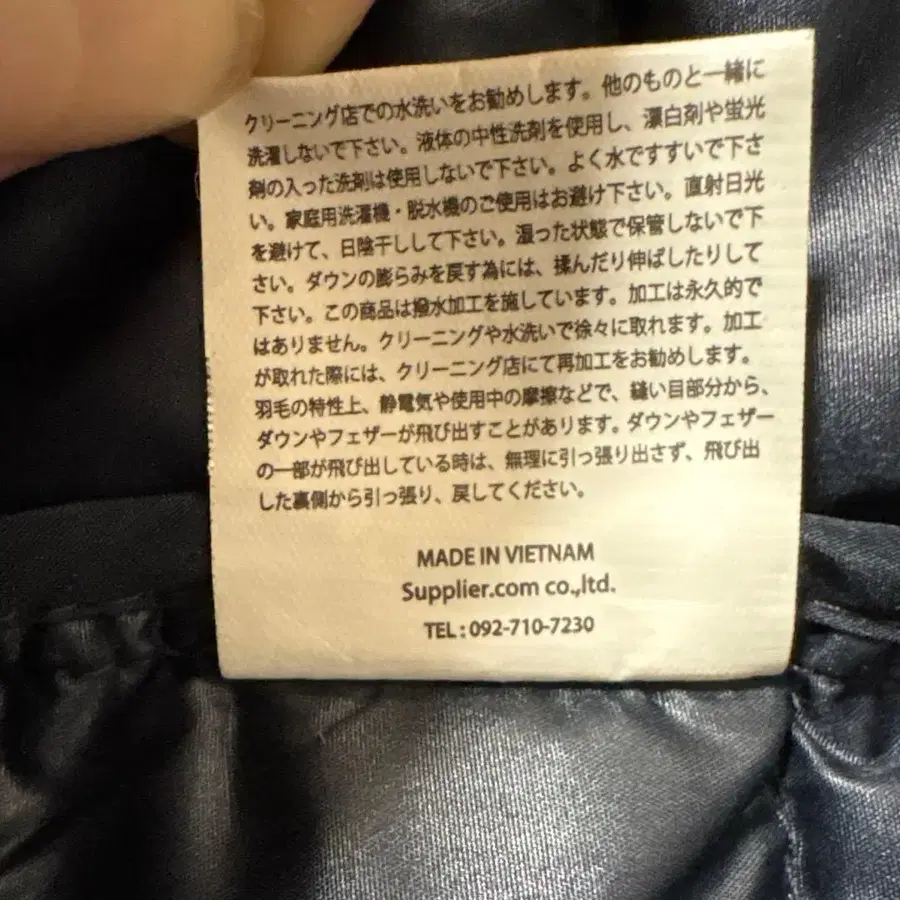 クリーニング店での水洗いをお勧めします。他のものと一緒に
洗濯しないで下さい。液体の中性洗剤を使用し、漂白剤や蛍光
剤の入った洗剤は使用しないで下さい。よく水ですすいで下さ
い。家庭用洗濯機・脱水機のご使用はお避け下さい。直射日光
を避けて、日陰干しして下さい。湿った状態で保管しないで下
さい。ダウンの膨らみを戻す為には、揉んだり伸ばしたりして
下さい。この商品は撥水加工を施しています。加工は永久的で
はありません。クリーニングや水洗いで徐々に取れます。加工
が取れた際には、クリーニング店にて再加工をお勧めします。
羽毛の特性上、静電気や使用中の摩擦などで、縫い目部分から、
ダウンやフェザーが飛び出すことがあります。ダウンやフェザー
の一部が飛び出している時は、無理に引っ張り出さず、飛び出
した裏側から引っ張り、戻してください。
MADE IN VIETNAM
Supplier.com co.,ltd.
TEL : 092-710-7230